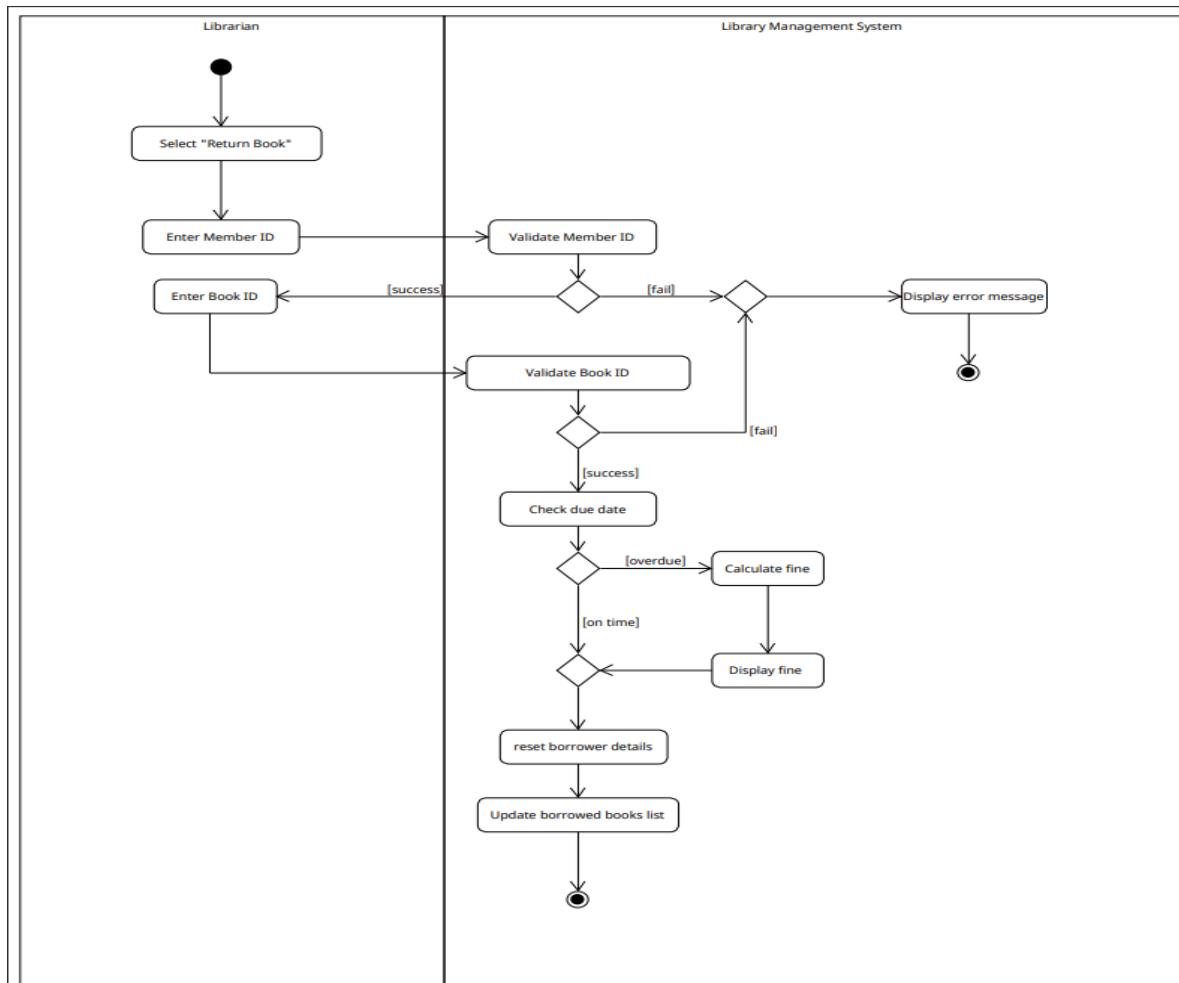 Librarian
Library Management System
Select "Return Book"
Enter Member ID
Validate Member ID
Enter Book ID
[success]
[fail]
Display error message
Validate Book ID
[fail]
[success]
Check due date
[overdue]
Calculate fine
[on time]
Display fine
reset borrower details
Update borrowed books list